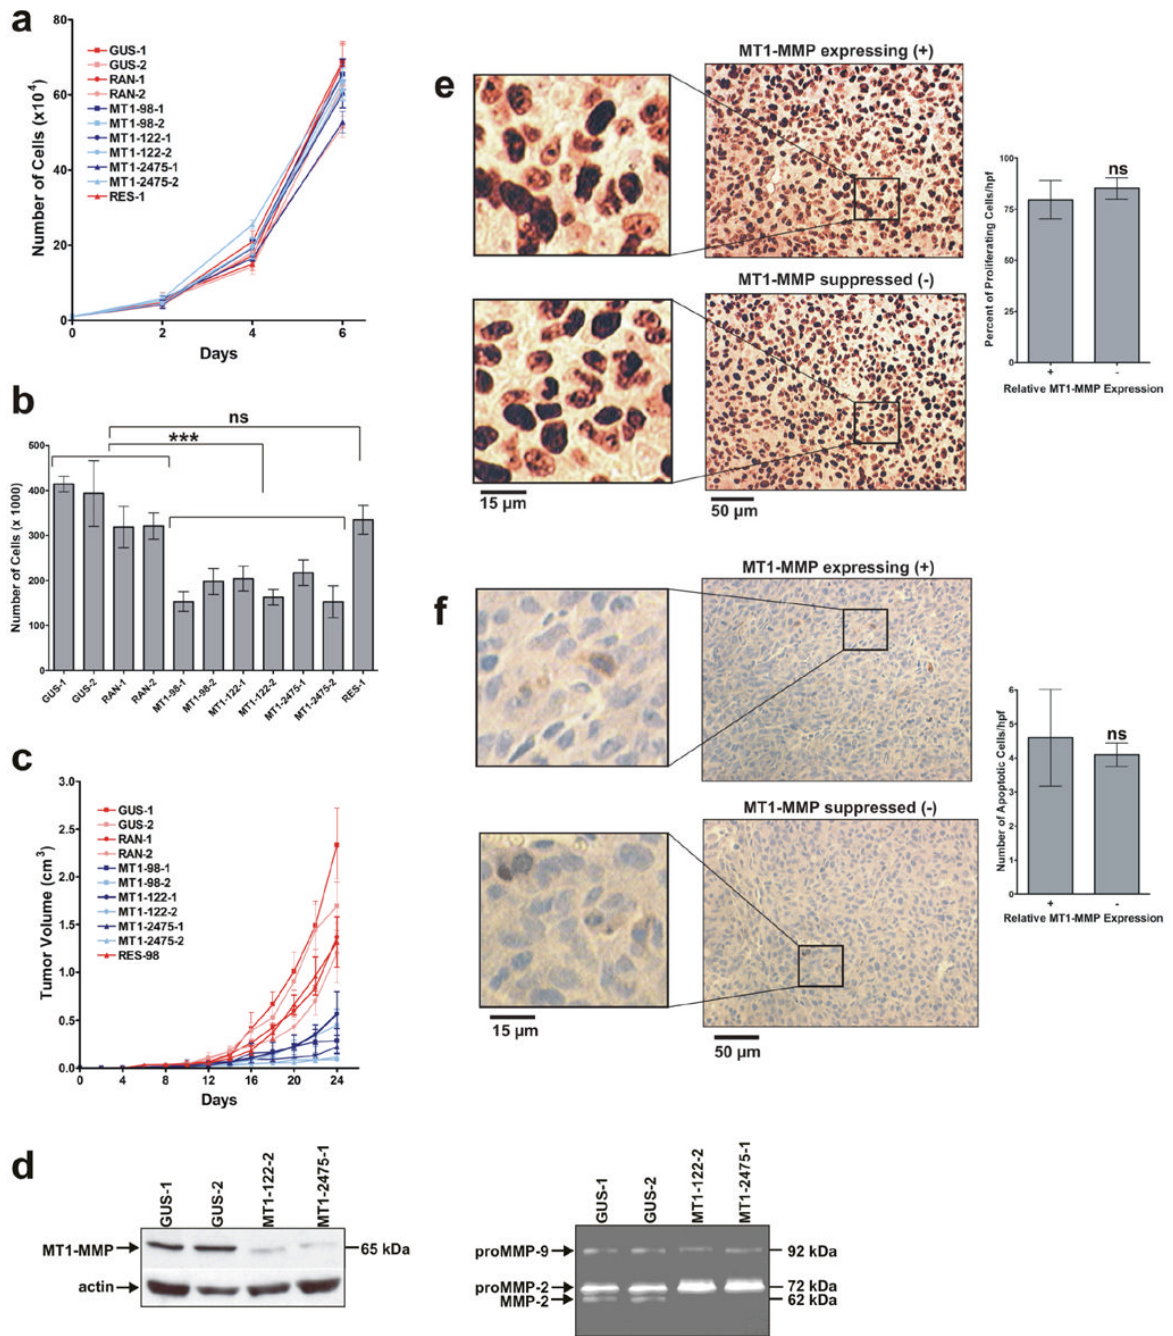 a
80
60
40
20
0
Number of Cells (x10⁴)
GUS-1
GUS-2
RAN-1
RAN-2
MT1-98-1
MT1-98-2
MT1-122-1
MT1-122-2
MT1-2475-1
MT1-2475-2
RES-1
0 2 4 6
Days
b
ns
***
500
400
300
200
100
0
Number of Cells (x 1000)
GUS-1 GUS-2 RAN-1 RAN-2 MT1-98-1 MT1-98-2 MT1-122-1 MT1-122-2 MT1-2475-1 MT1-2475-2 RES-1
c
3.0
2.5
2.0
1.5
1.0
0.5
0.0
Tumor Volume (cm³)
GUS-1
GUS-2
RAN-1
RAN-2
MT1-98-1
MT1-98-2
MT1-122-1
MT1-122-2
MT1-2475-1
MT1-2475-2
RES-98
0 4 8 12 16 20 24
Days
d
GUS-1 GUS-2 MT1-122-2 MT1-2475-1
MT1-MMP 65 kDa
actin
GUS-1 GUS-2 MT1-122-2 MT1-2475-1
proMMP-9 92 kDa
proMMP-2 72 kDa
MMP-2 62 kDa
e
MT1-MMP expressing (+)
MT1-MMP suppressed (-)
15 µm 50 µm
100
75
50
25
0
Percent of Proliferating Cells/hpf
ns
+ -
Relative MT1-MMP Expression
f
MT1-MMP expressing (+)
MT1-MMP suppressed (-)
15 µm 50 µm
6
5
4
3
2
1
0
Number of Apoptotic Cells/hpf
ns
+ -
Relative MT1-MMP Expression